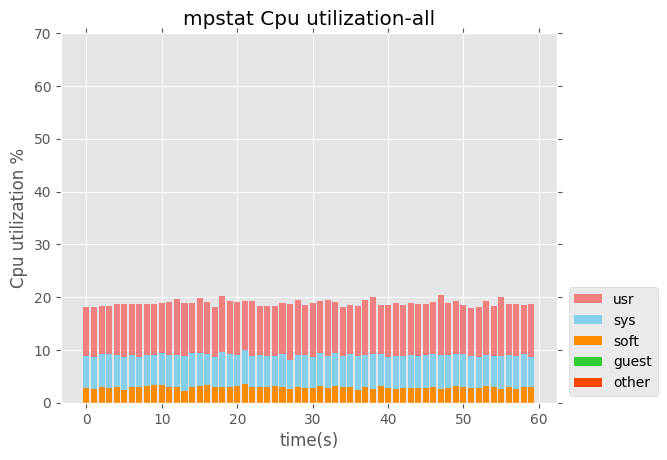 mpstat Cpu utilization-all
70
60
50
40
30
20
10
0
Cpu utilization %
0 10 20 30 40 50 60
time(s)
usr
sys
soft
guest
other